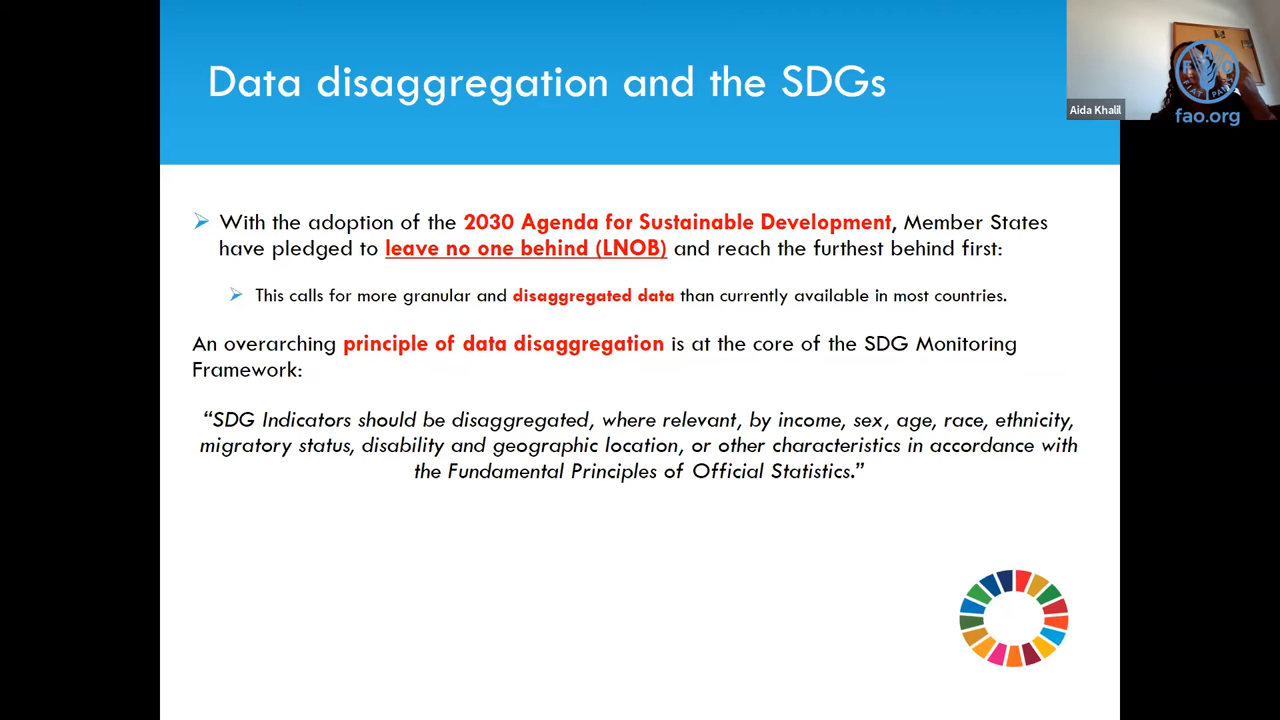 Data disaggregation and the SDGs
Aida Khalil
F A O
FIAT PANIS
fao.org
With the adoption of the 2030 Agenda for Sustainable Development, Member States
have pledged to leave no one behind (LNOB) and reach the furthest behind first:
This calls for more granular and disaggregated data than currently available in most countries.
An overarching principle of data disaggregation is at the core of the SDG Monitoring
Framework:
“SDG Indicators should be disaggregated, where relevant, by income, sex, age, race, ethnicity,
migratory status, disability and geographic location, or other characteristics in accordance with
the Fundamental Principles of Official Statistics.”